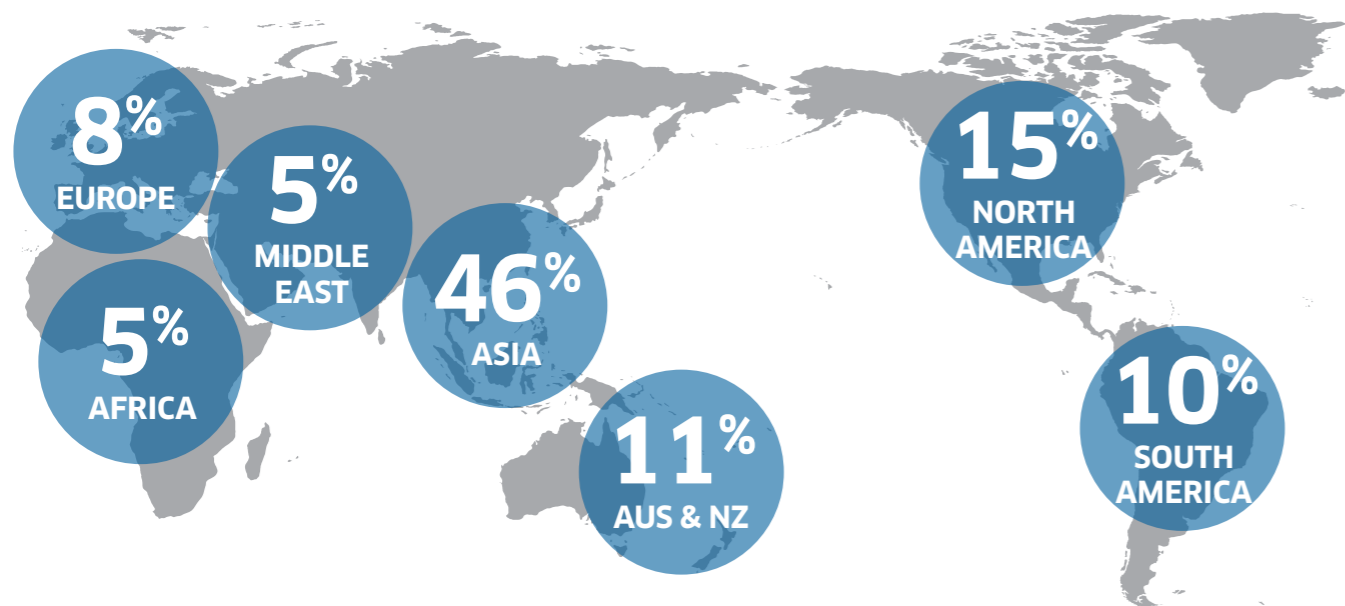 8%
EUROPE
5%
MIDDLE
EAST
5%
AFRICA
46%
ASIA
11%
AUS & NZ
15%
NORTH
AMERICA
10%
SOUTH
AMERICA